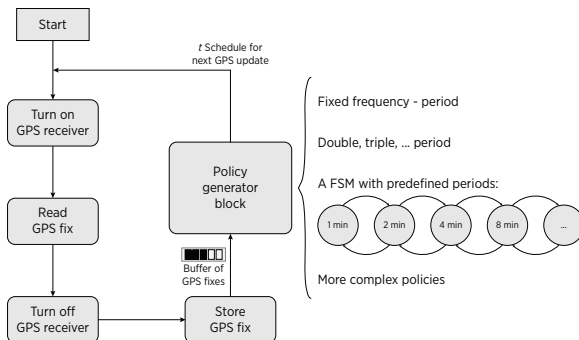 Start
t Schedule for
next GPS update
Turn on
GPS receiver
Read
GPS fix
Turn off
GPS receiver
Store
GPS fix
Buffer of
GPS fixes
Policy
generator
block
Fixed frequency - period
Double, triple, ... period
A FSM with predefined periods:
1 min 2 min 4 min 8 min ...
More complex policies